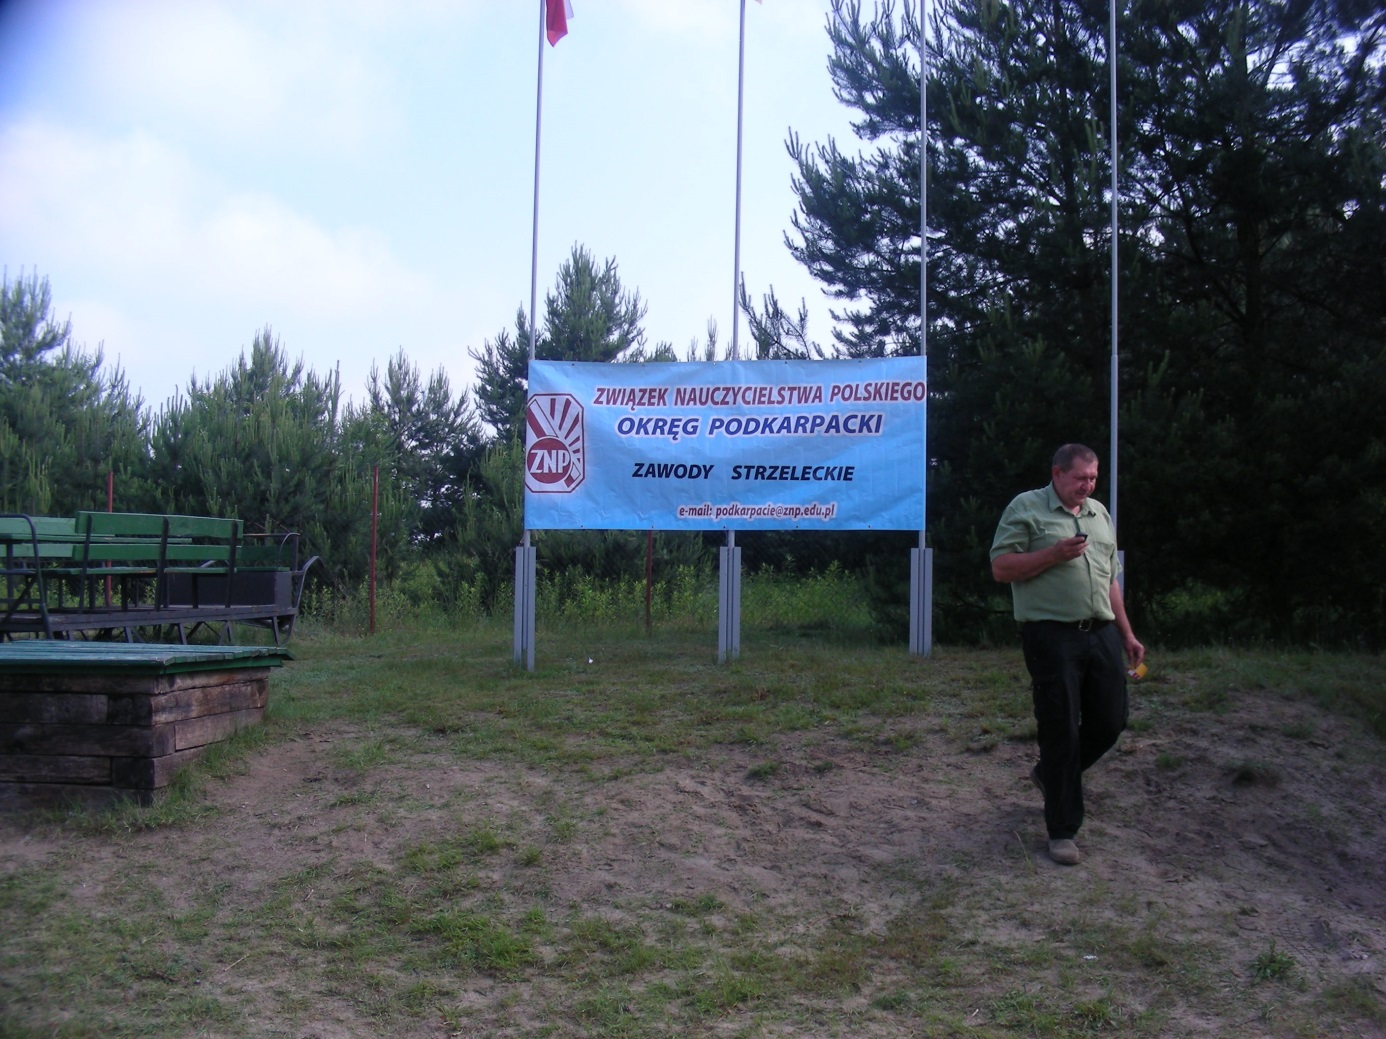 ZWIĄZEK NAUCZYCIELSTWA POLSKIEGO
OKRĘG PODKARPACKI
ZNP
ZAWODY STRZELECKIE
e-mail: podkarpacie@znp.edu.pl